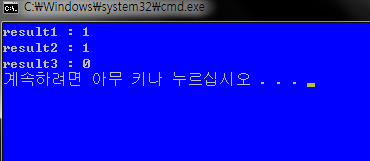 C:₩Windows₩system32₩cmd.exe
result1 : 1
result2 : 1
result3 : 0
계속하려면 아무 키나 누르십시오 . . .